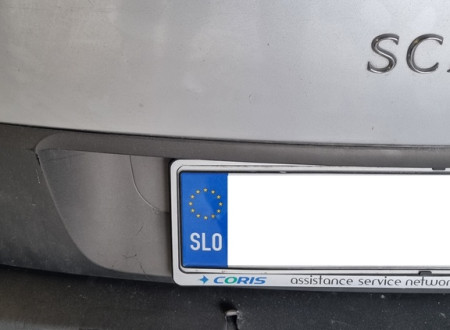 SC
SLO
CORIS assistance service network